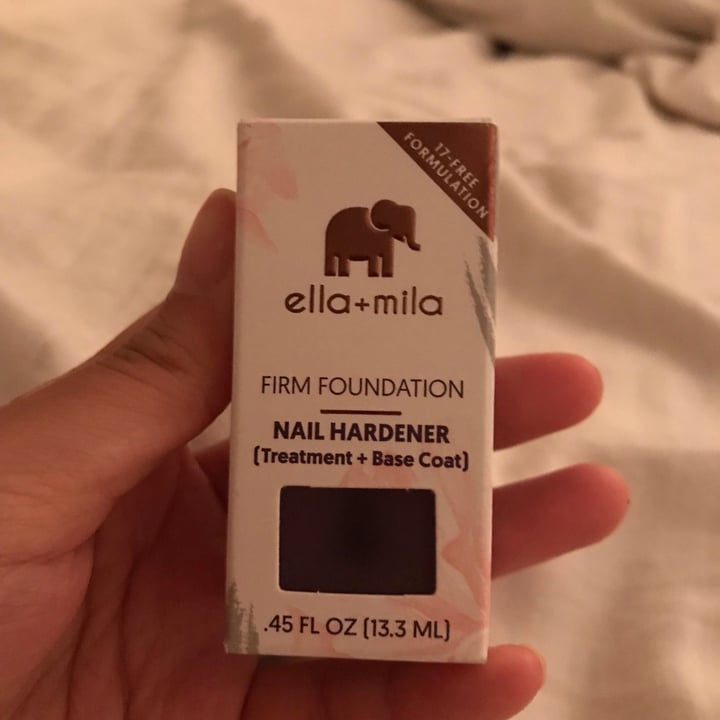 17-FREE
FORMULATION
ella+mila
FIRM FOUNDATION
NAIL HARDENER
(Treatment + Base Coat)
.45 FL OZ (13.3 ML)